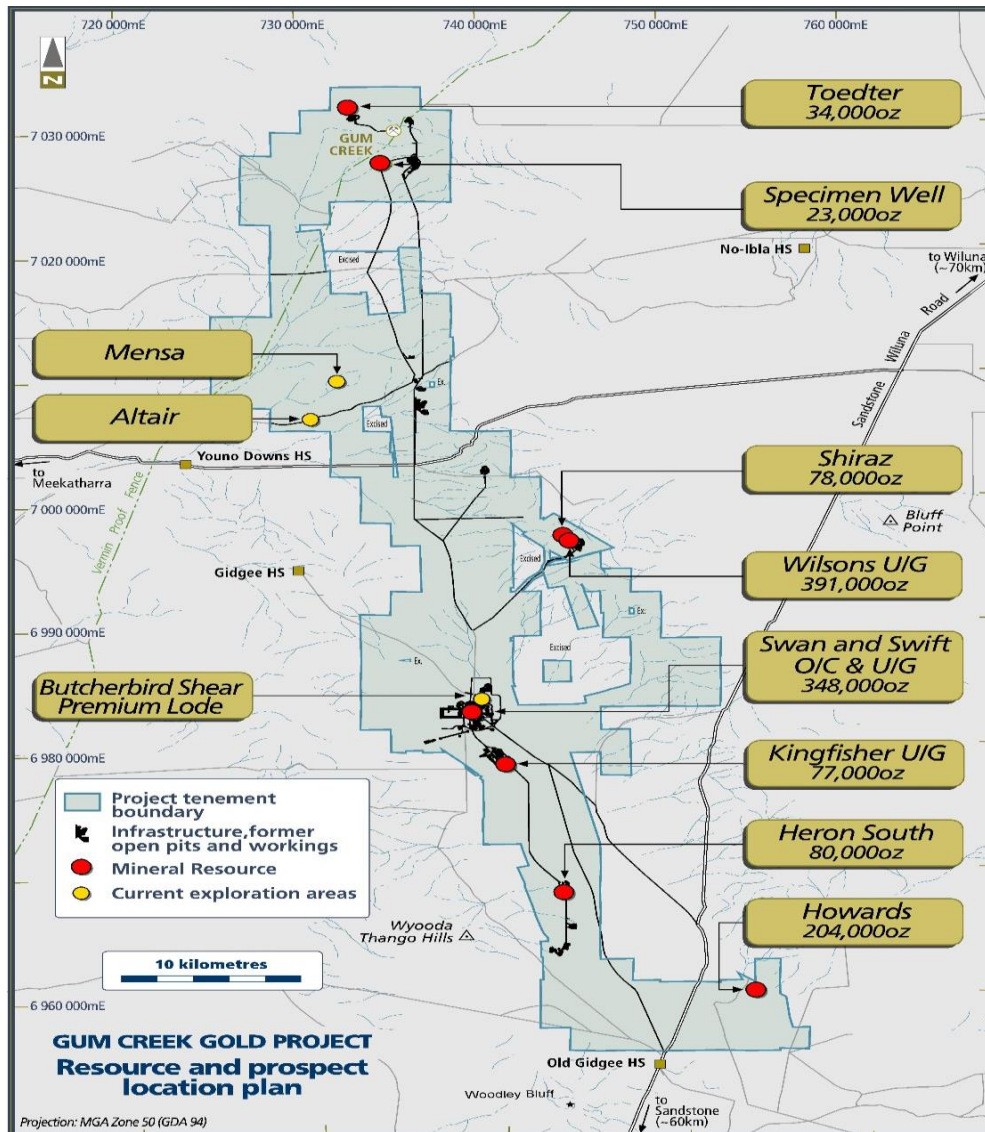 720 000mE
730 000mE
740 000mE
750 000mE
760 000mE
N
7 030 000mE
7 020 000mE
7 000 000mE
6 990 000mE
6 980 000mE
6 960 000mE
Toedter
34,000oz
GUM
CREEK
Specimen Well
23,000oz
No-Ibla HS
to Wiluna
(~70km)
Excised
Sandstone Wiluna Road
Mensa
Ex.
Altair
Excised
Youno Downs HS
to
Meekatharra
Vermin Proof Fence
Shiraz
78,000oz
Bluff
Point
Excised
Wilsons U/G
391,000oz
Gidgee HS
Ex.
Excised
Ex.
Swan and Swift
O/C & U/G
348,000oz
Butcherbird Shear
Premium Lode
Kingfisher U/G
77,000oz
Project tenement
boundary
Infrastructure,former
open pits and workings
Mineral Resource
Current exploration areas
Heron South
80,000oz
Wyooda
Thango Hills
Howards
204,000oz
10 kilometres
GUM CREEK GOLD PROJECT
Resource and prospect
location plan
Old Gidgee HS
Woodley Bluff
to
Sandstone
(~60km)
Projection: MGA Zone 50 (GDA 94)